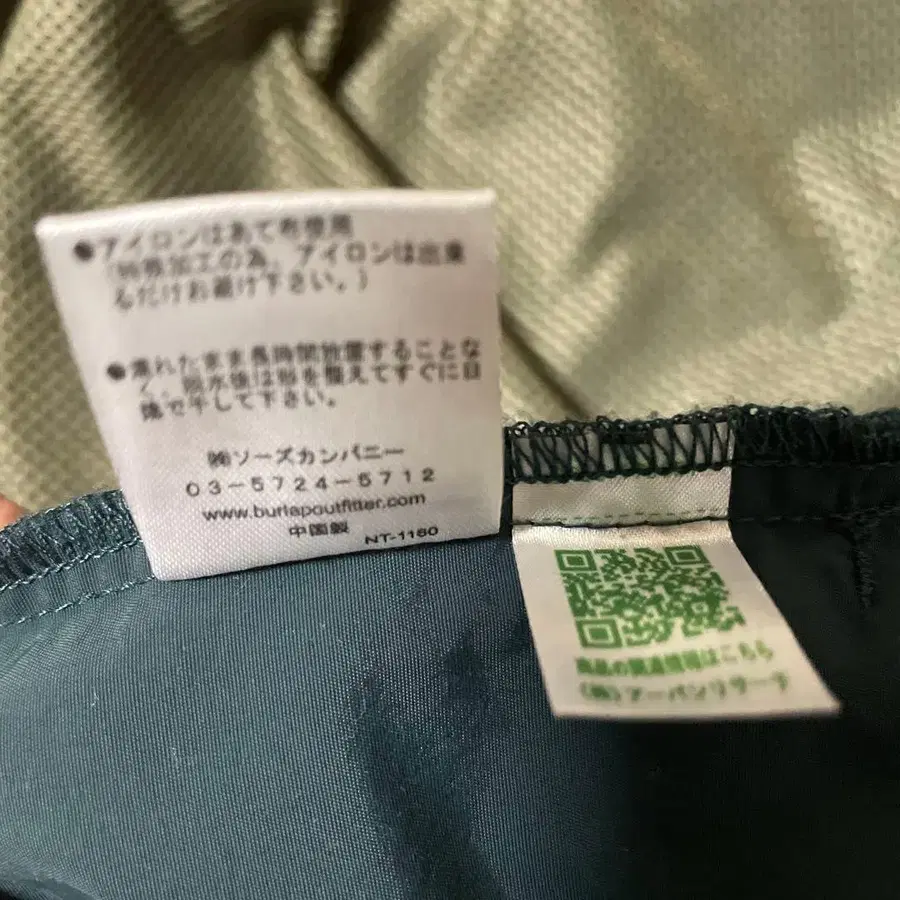 ●アイロンはあて布使用
(特殊加工の為、アイロンは出来
るだけお避け下さい。)
●濡れたまま長時間放置することな
く、脱水後は形を整えてすぐに日
陰で干して下さい。
㈱ソーズカンパニー
03-5724-5712
www.burlapoutfitter.com
中国製 NT-1160
商品の関連情報はこちら
(株)アーバンリサーチ